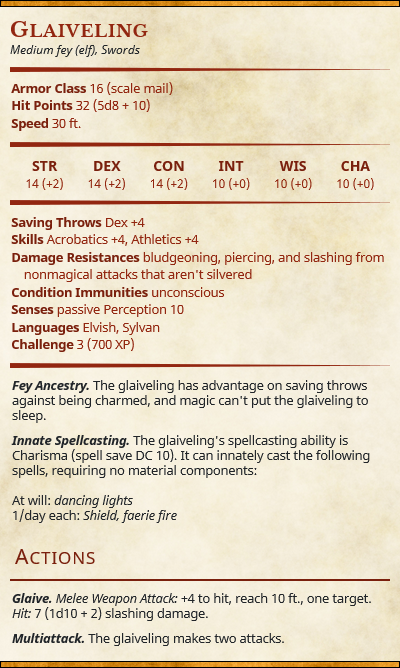 GLAIVELING
Medium fey (elf), Swords
Armor Class 16 (scale mail)
Hit Points 32 (5d8 + 10)
Speed 30 ft.
STR DEX CON INT WIS CHA
14 (+2) 14 (+2) 14 (+2) 10 (+0) 10 (+0) 10 (+0)
Saving Throws Dex +4
Skills Acrobatics +4, Athletics +4
Damage Resistances bludgeoning, piercing, and slashing from
nonmagical attacks that aren't silvered
Condition Immunities unconscious
Senses passive Perception 10
Languages Elvish, Sylvan
Challenge 3 (700 XP)
Fey Ancestry. The glaiveling has advantage on saving throws
against being charmed, and magic can't put the glaiveling to
sleep.
Innate Spellcasting. The glaiveling's spellcasting ability is
Charisma (spell save DC 10). It can innately cast the following
spells, requiring no material components:
At will: dancing lights
1/day each: Shield, faerie fire
ACTIONS
Glaive. Melee Weapon Attack: +4 to hit, reach 10 ft., one target.
Hit: 7 (1d10 + 2) slashing damage.
Multiattack. The glaiveling makes two attacks.